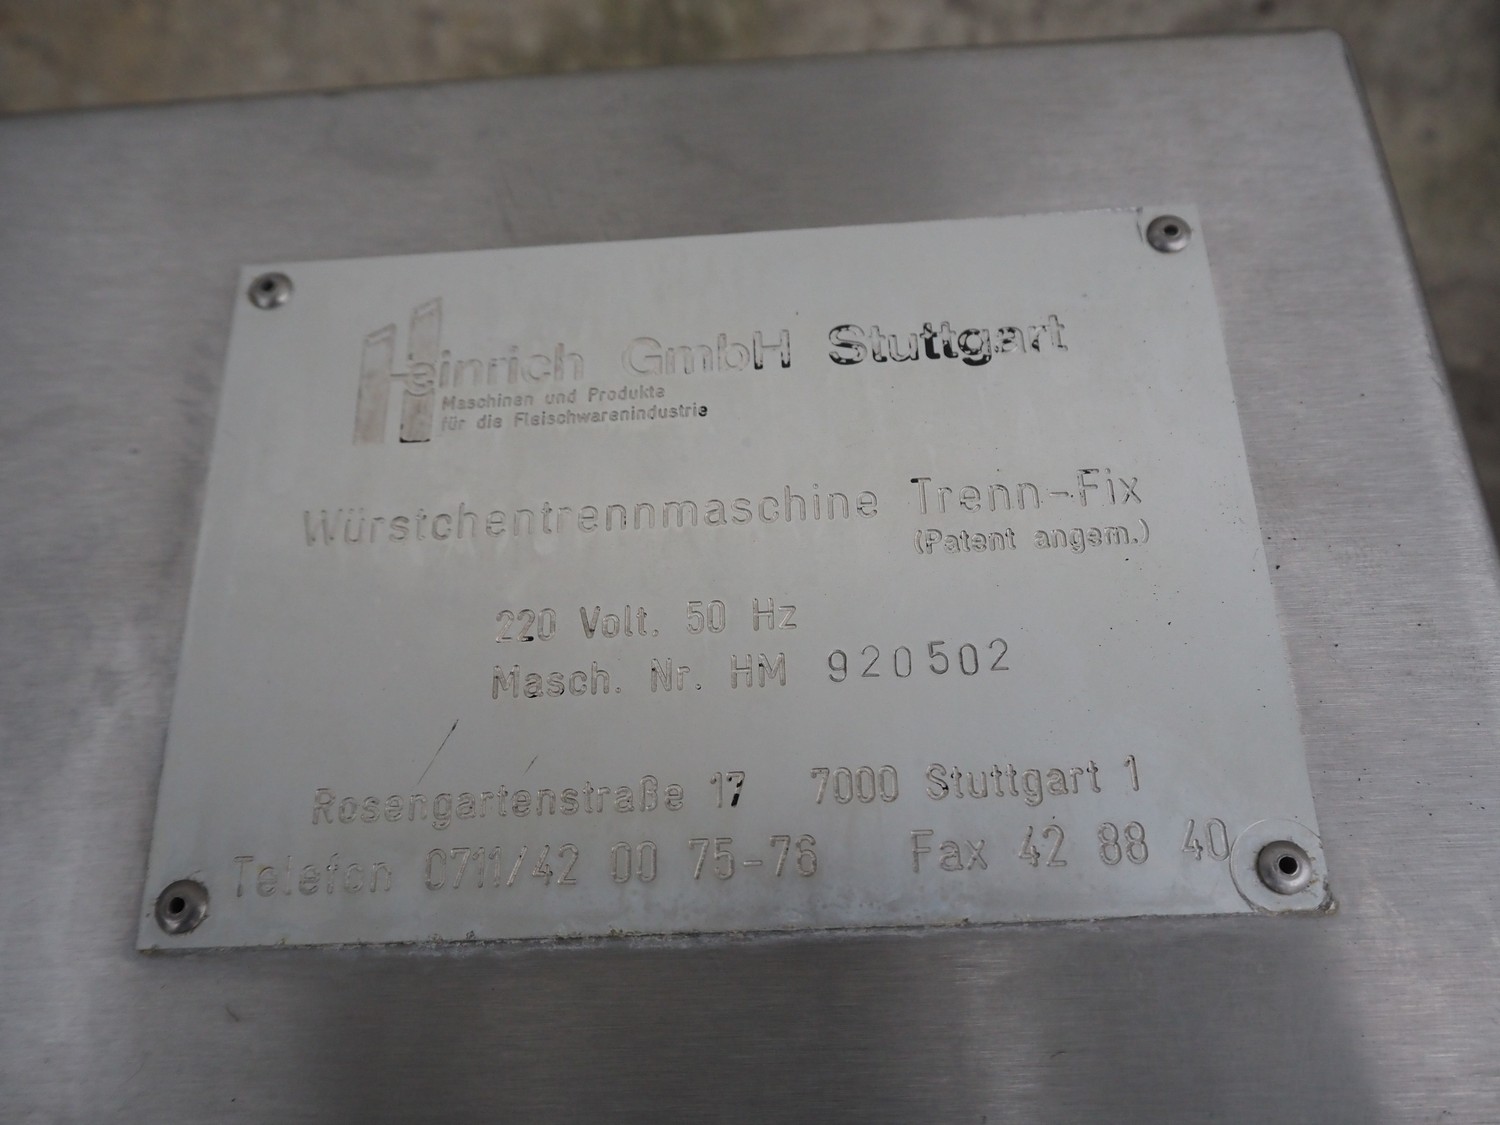 Heinrich GmbH Stuttgart
Maschinen und Produkte
für die Fleischwarenindustrie
Würstchentrennmaschine Trenn-Fix
(Patent angem.)
220 Volt, 50 Hz
Masch. Nr. HM 920502
Rosengartenstraße 17 7000 Stuttgart 1
Telefon 0711/42 00 75-76 Fax 42 88 40